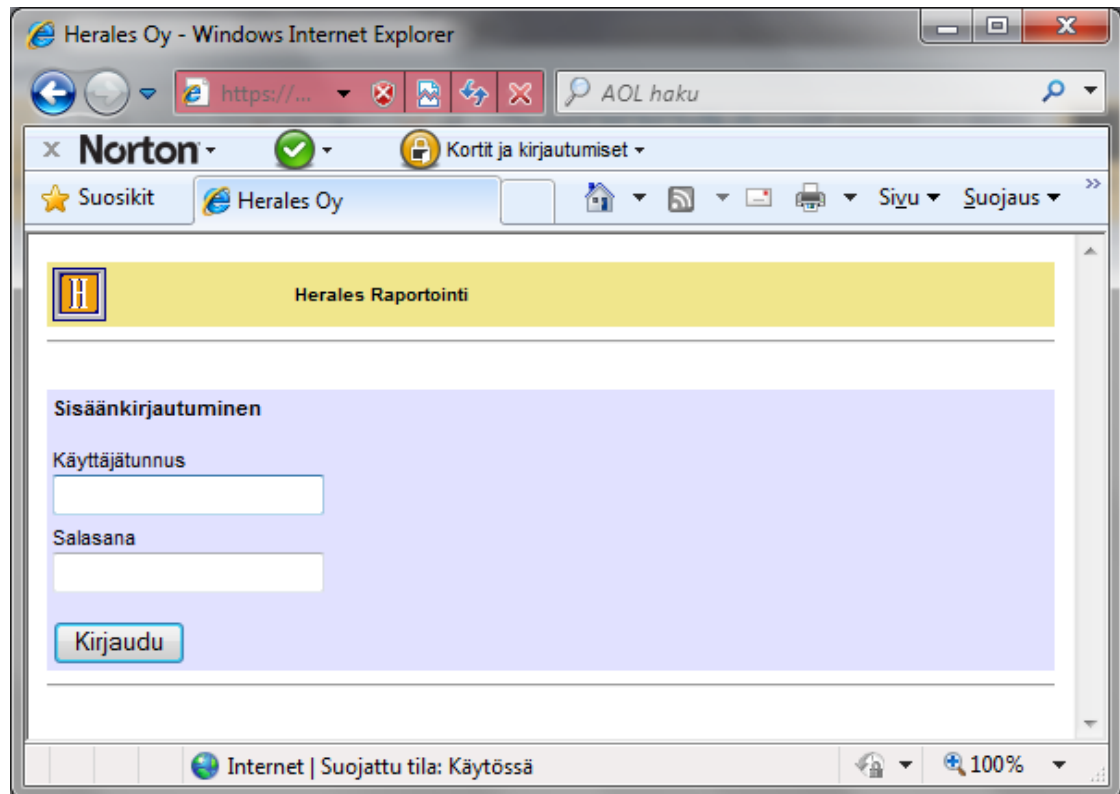 Herales Oy - Windows Internet Explorer
https://... AOL haku
Norton Kortit ja kirjautumiset
Suosikit Herales Oy Sivu Suojaus »
H Herales Raportointi
Sisäänkirjautuminen
Käyttäjätunnus
Salasana
Kirjaudu
Internet | Suojattu tila: Käytössä 100%